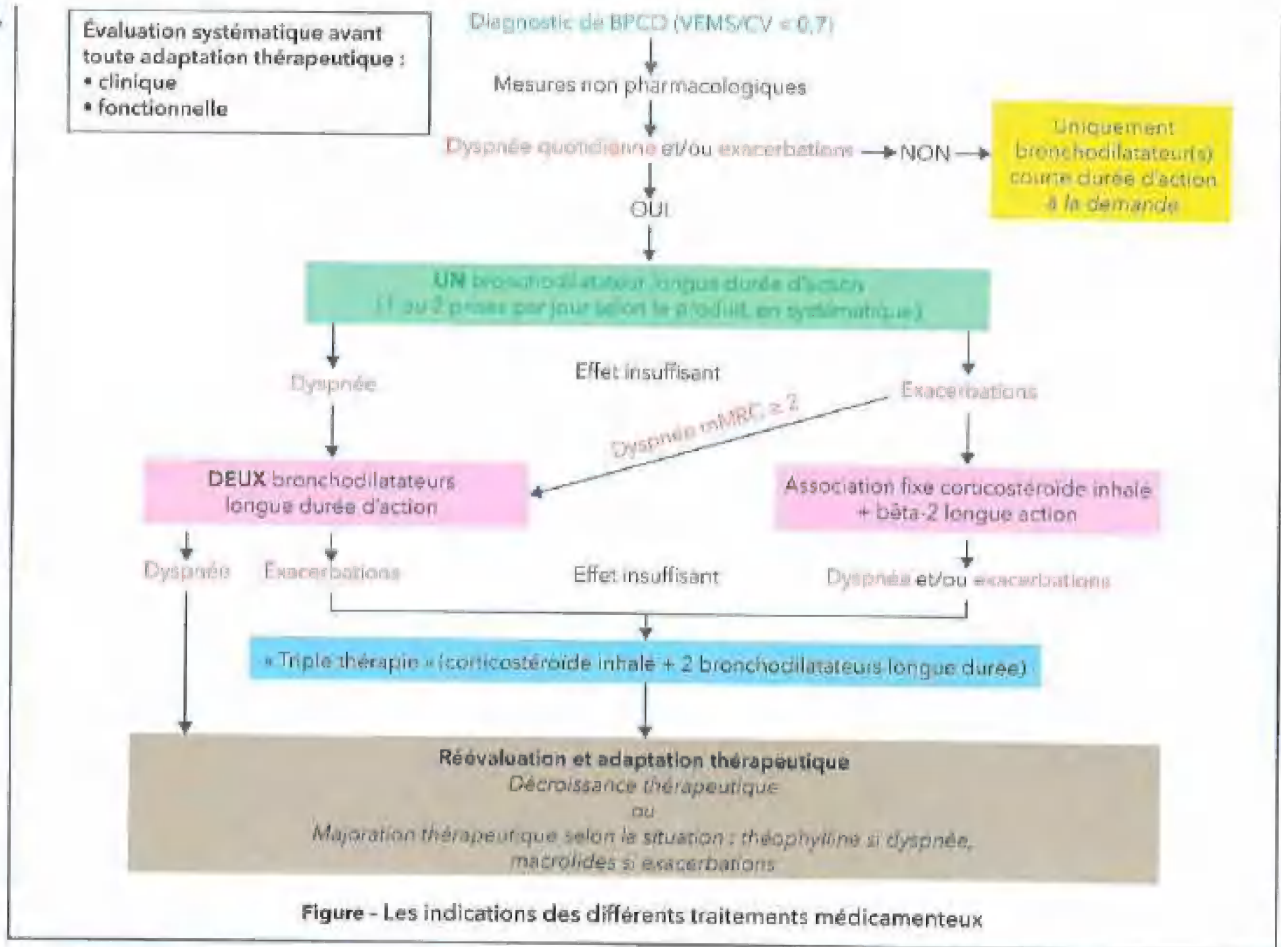 Évaluation systématique avant
toute adaptation thérapeutique :
• clinique
• fonctionnelle
Diagnostic de BPCO (VEMS/CV < 0,7)
Mesures non pharmacologiques
Dyspnée quotidienne et/ou exacerbations
NON
Uniquement
bronchodilatateur(s)
courte durée d'action
à la demande
OUI
UN bronchodilateur longue durée d'action
(1 ou 2 prises par jour selon le produit, en systématique)
Dyspnée
Effet insuffisant
Exacerbations
Dyspnée mMRC ≥ 2
DEUX bronchodilatateurs
longue durée d'action
Association fixe corticostéroïde inhalé
+ bêta-2 longue action
Dyspnée
Exacerbations
Effet insuffisant
Dyspnée et/ou exacerbations
« Triple thérapie » (corticostéroïde inhalé + 2 bronchodilatateurs longue durée)
Réévaluation et adaptation thérapeutique
Décroissance thérapeutique
ou
Majoration thérapeutique selon la situation : théophylline si dyspnée,
macrolides si exacerbations
Figure - Les indications des différents traitements médicamenteux